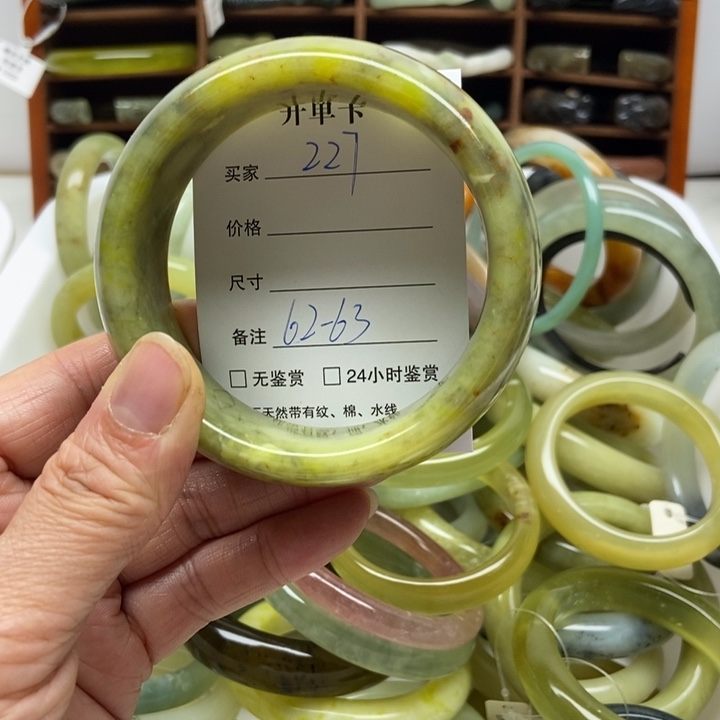 开单卡
买家 227
价格
尺寸
备注 62-63
□ 无鉴赏 □ 24小时鉴赏
天然带有纹、棉、水线